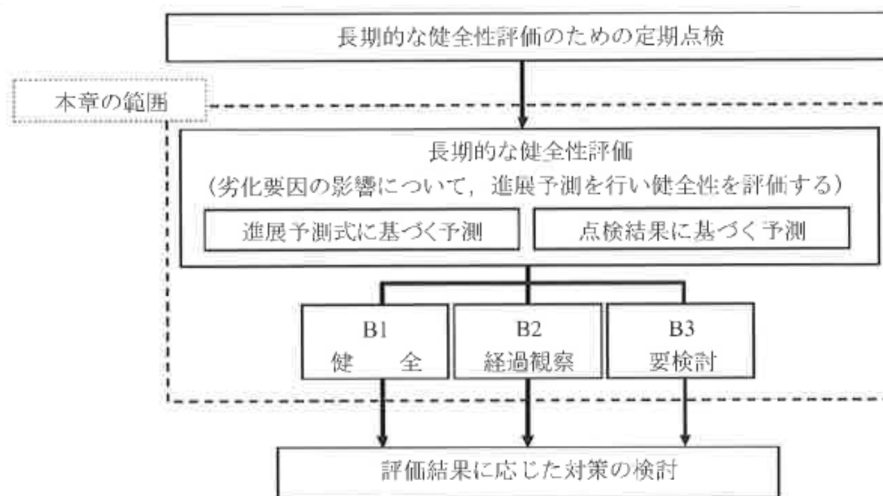 長期的な健全性評価のための定期点検
本章の範囲
長期的な健全性評価
(劣化要因の影響について，進展予測を行い健全性を評価する)
進展予測式に基づく予測
点検結果に基づく予測
B1
健　　全
B2
経過観察
B3
要検討
評価結果に応じた対策の検討